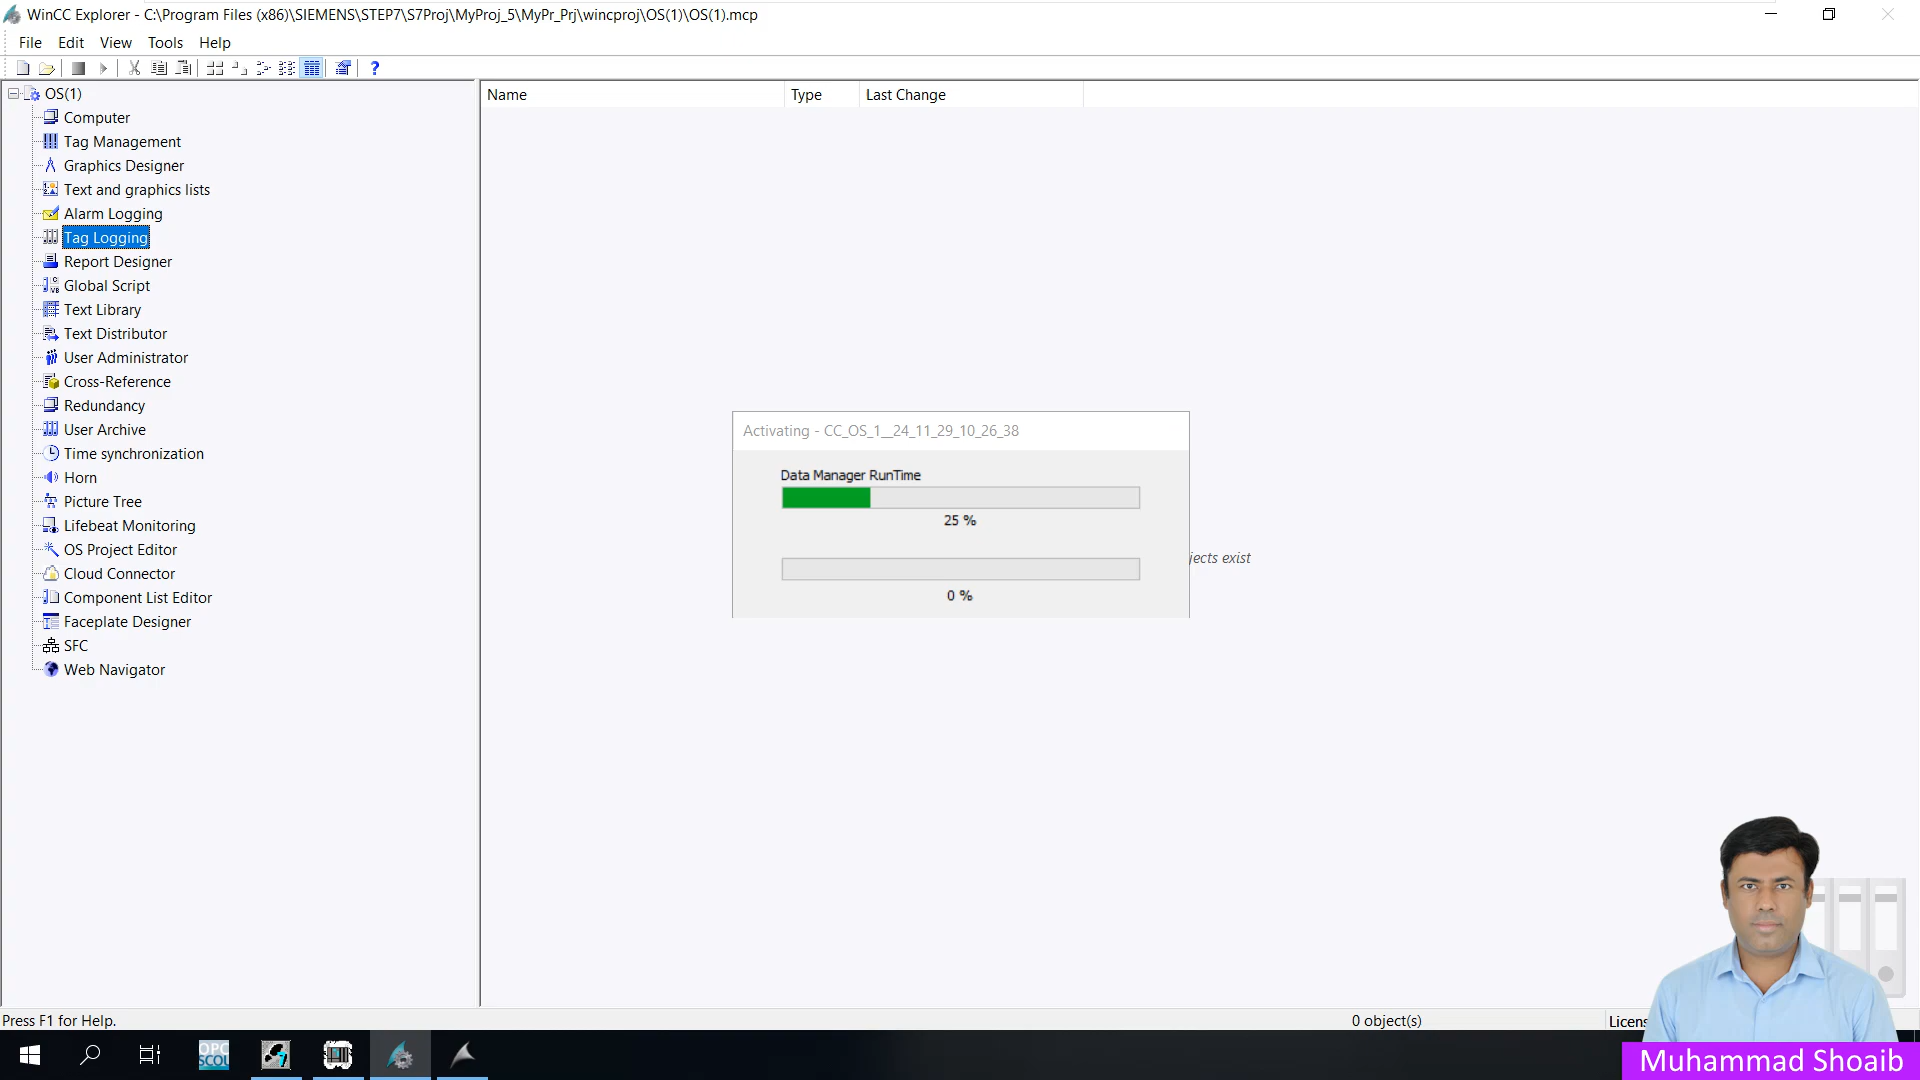 WinCC Explorer - C:\Program Files (x86)\SIEMENS\STEP7\S7Proj\MyProj_5\MyPr_Prj\wincproj\OS(1)\OS(1).mcp
File Edit View Tools Help
OS(1)
Computer
Tag Management
Graphics Designer
Text and graphics lists
Alarm Logging
Tag Logging
Report Designer
Global Script
Text Library
Text Distributor
User Administrator
Cross-Reference
Redundancy
User Archive
Time synchronization
Horn
Picture Tree
Lifebeat Monitoring
OS Project Editor
Cloud Connector
Component List Editor
Faceplate Designer
SFC
Web Navigator
Name Type Last Change
Activating - CC_OS_1__24_11_29_10_26_38
Data Manager RunTime
25 %
0 %
jects exist
Press F1 for Help.
0 object(s)
Licens
OPC
SCOU
7
Muhammad Shoaib